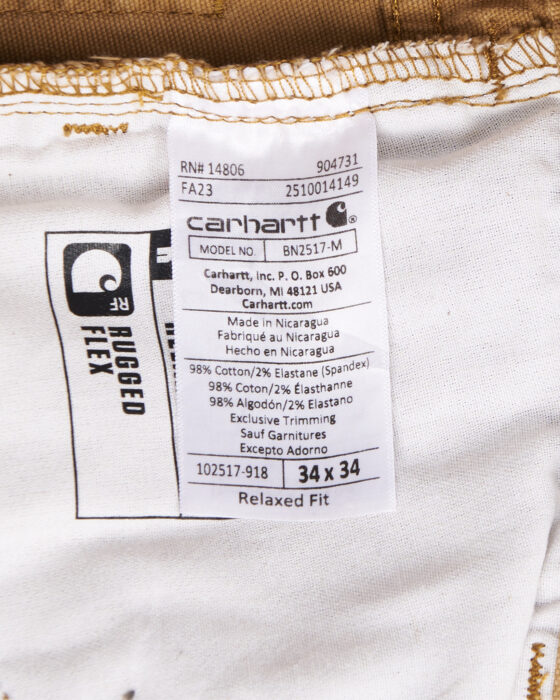 RN# 14806 904731
FA23 2510014149
carhartt®
MODEL NO. BN2517-M
Carhartt, Inc. P. O. Box 600
Dearborn, MI 48121 USA
Carhartt.com
Made in Nicaragua
Fabriqué au Nicaragua
Hecho en Nicaragua
98% Cotton/2% Elastane (Spandex)
98% Coton/2% Élasthanne
98% Algodón/2% Elastano
Exclusive Trimming
Sauf Garnitures
Excepto Adorno
102517-918 34 x 34
Relaxed Fit
RF
RUGGED
FLEX